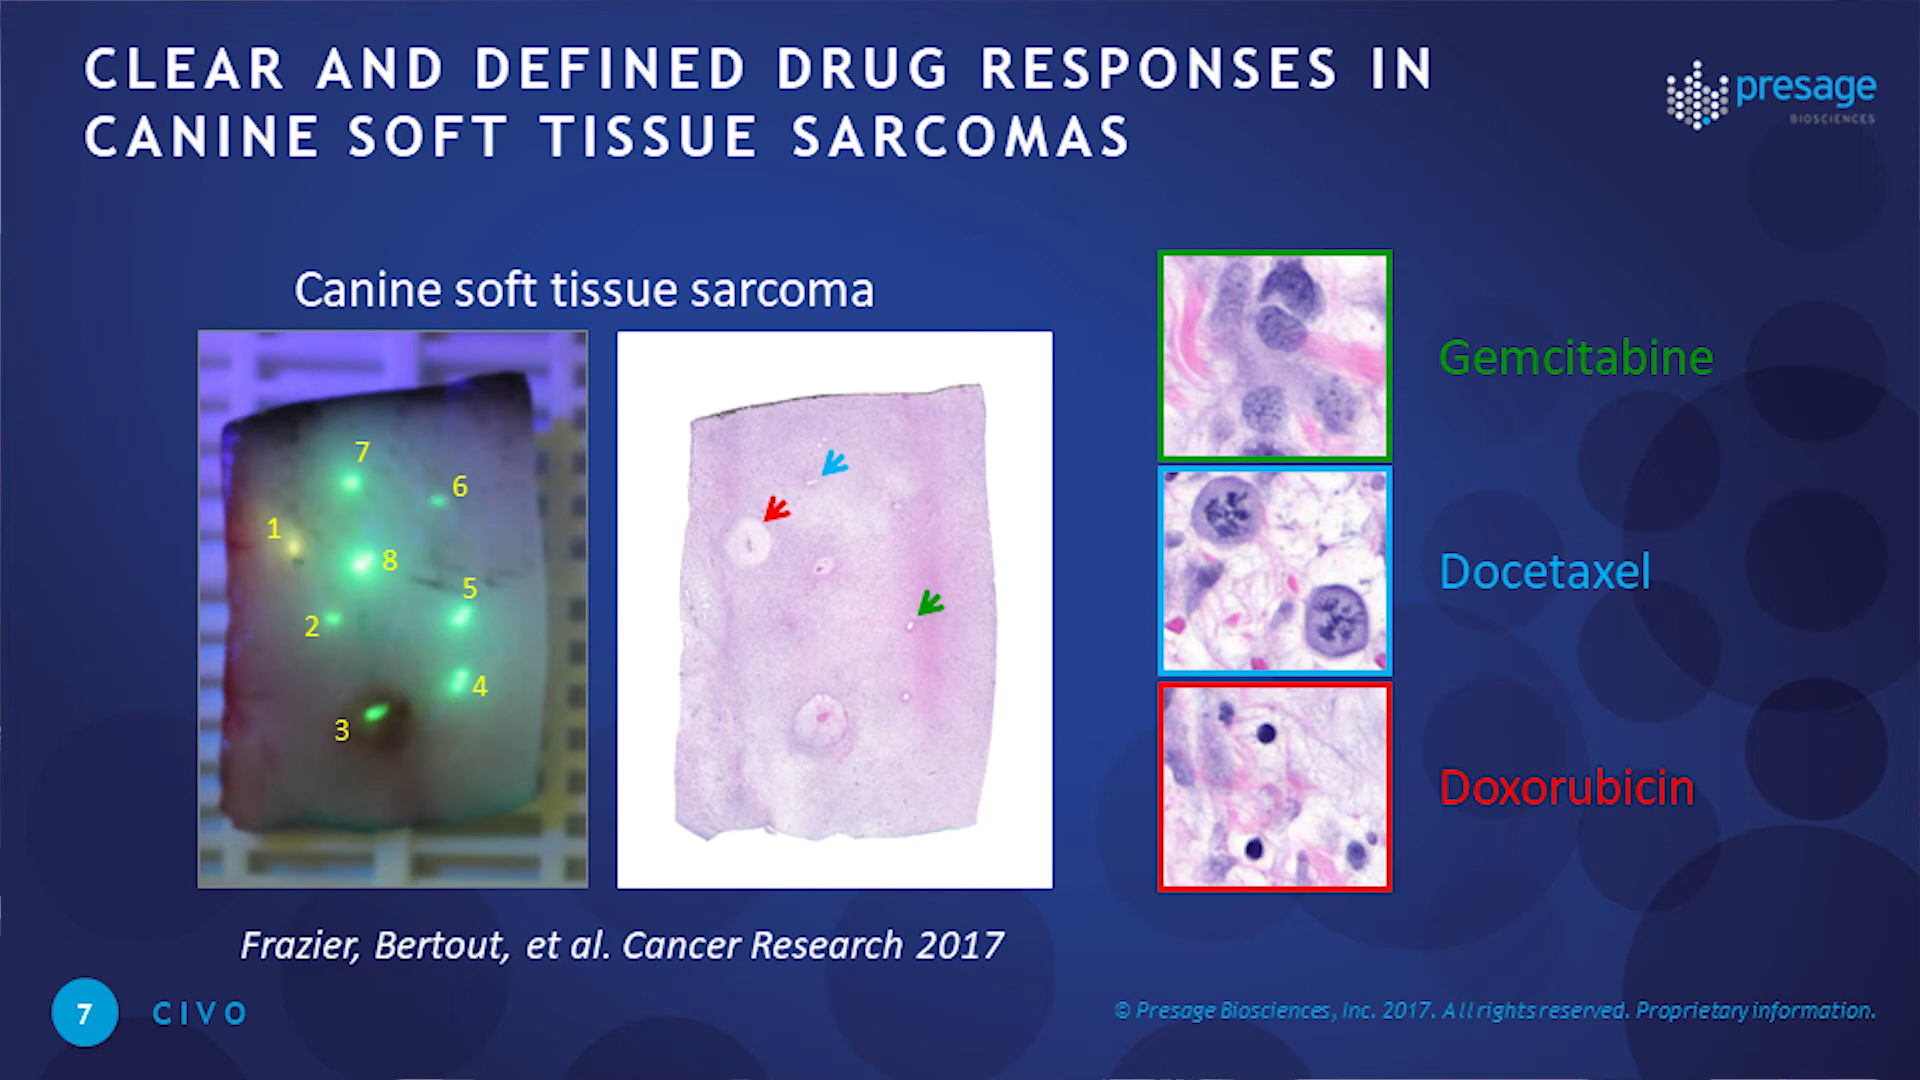 CLEAR AND DEFINED DRUG RESPONSES IN
CANINE SOFT TISSUE SARCOMAS
presage
BIOSCIENCES
Canine soft tissue sarcoma
7
6
1
8
5
2
4
3
Gemcitabine
Docetaxel
Doxorubicin
Frazier, Bertout, et al. Cancer Research 2017
7 CIVO
© Presage Biosciences, Inc. 2017. All rights reserved. Proprietary information.